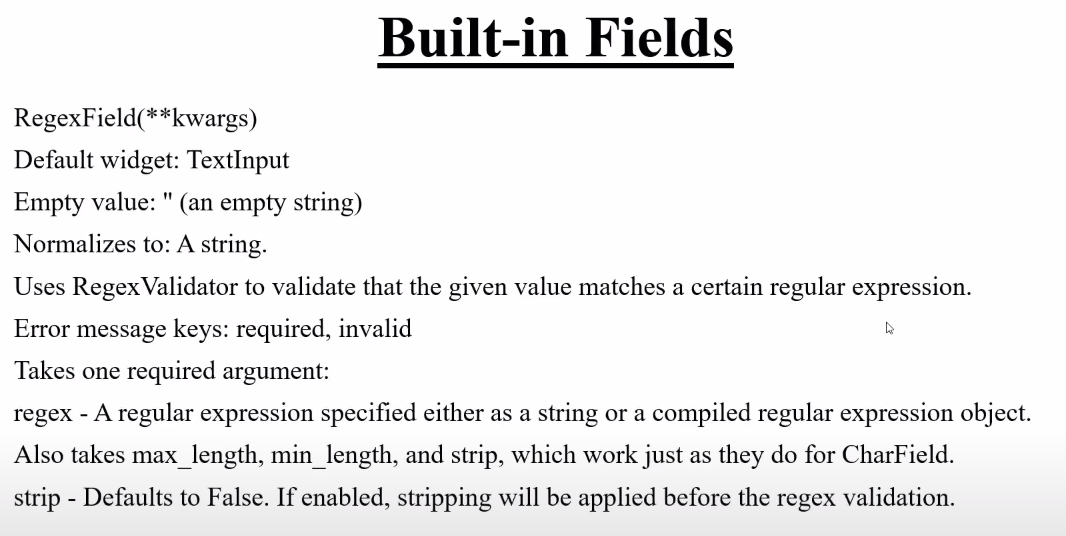 Built-in Fields
RegexField(**kwargs)
Default widget: TextInput
Empty value: '' (an empty string)
Normalizes to: A string.
Uses RegexValidator to validate that the given value matches a certain regular expression.
Error message keys: required, invalid
Takes one required argument:
regex - A regular expression specified either as a string or a compiled regular expression object.
Also takes max_length, min_length, and strip, which work just as they do for CharField.
strip - Defaults to False. If enabled, stripping will be applied before the regex validation.